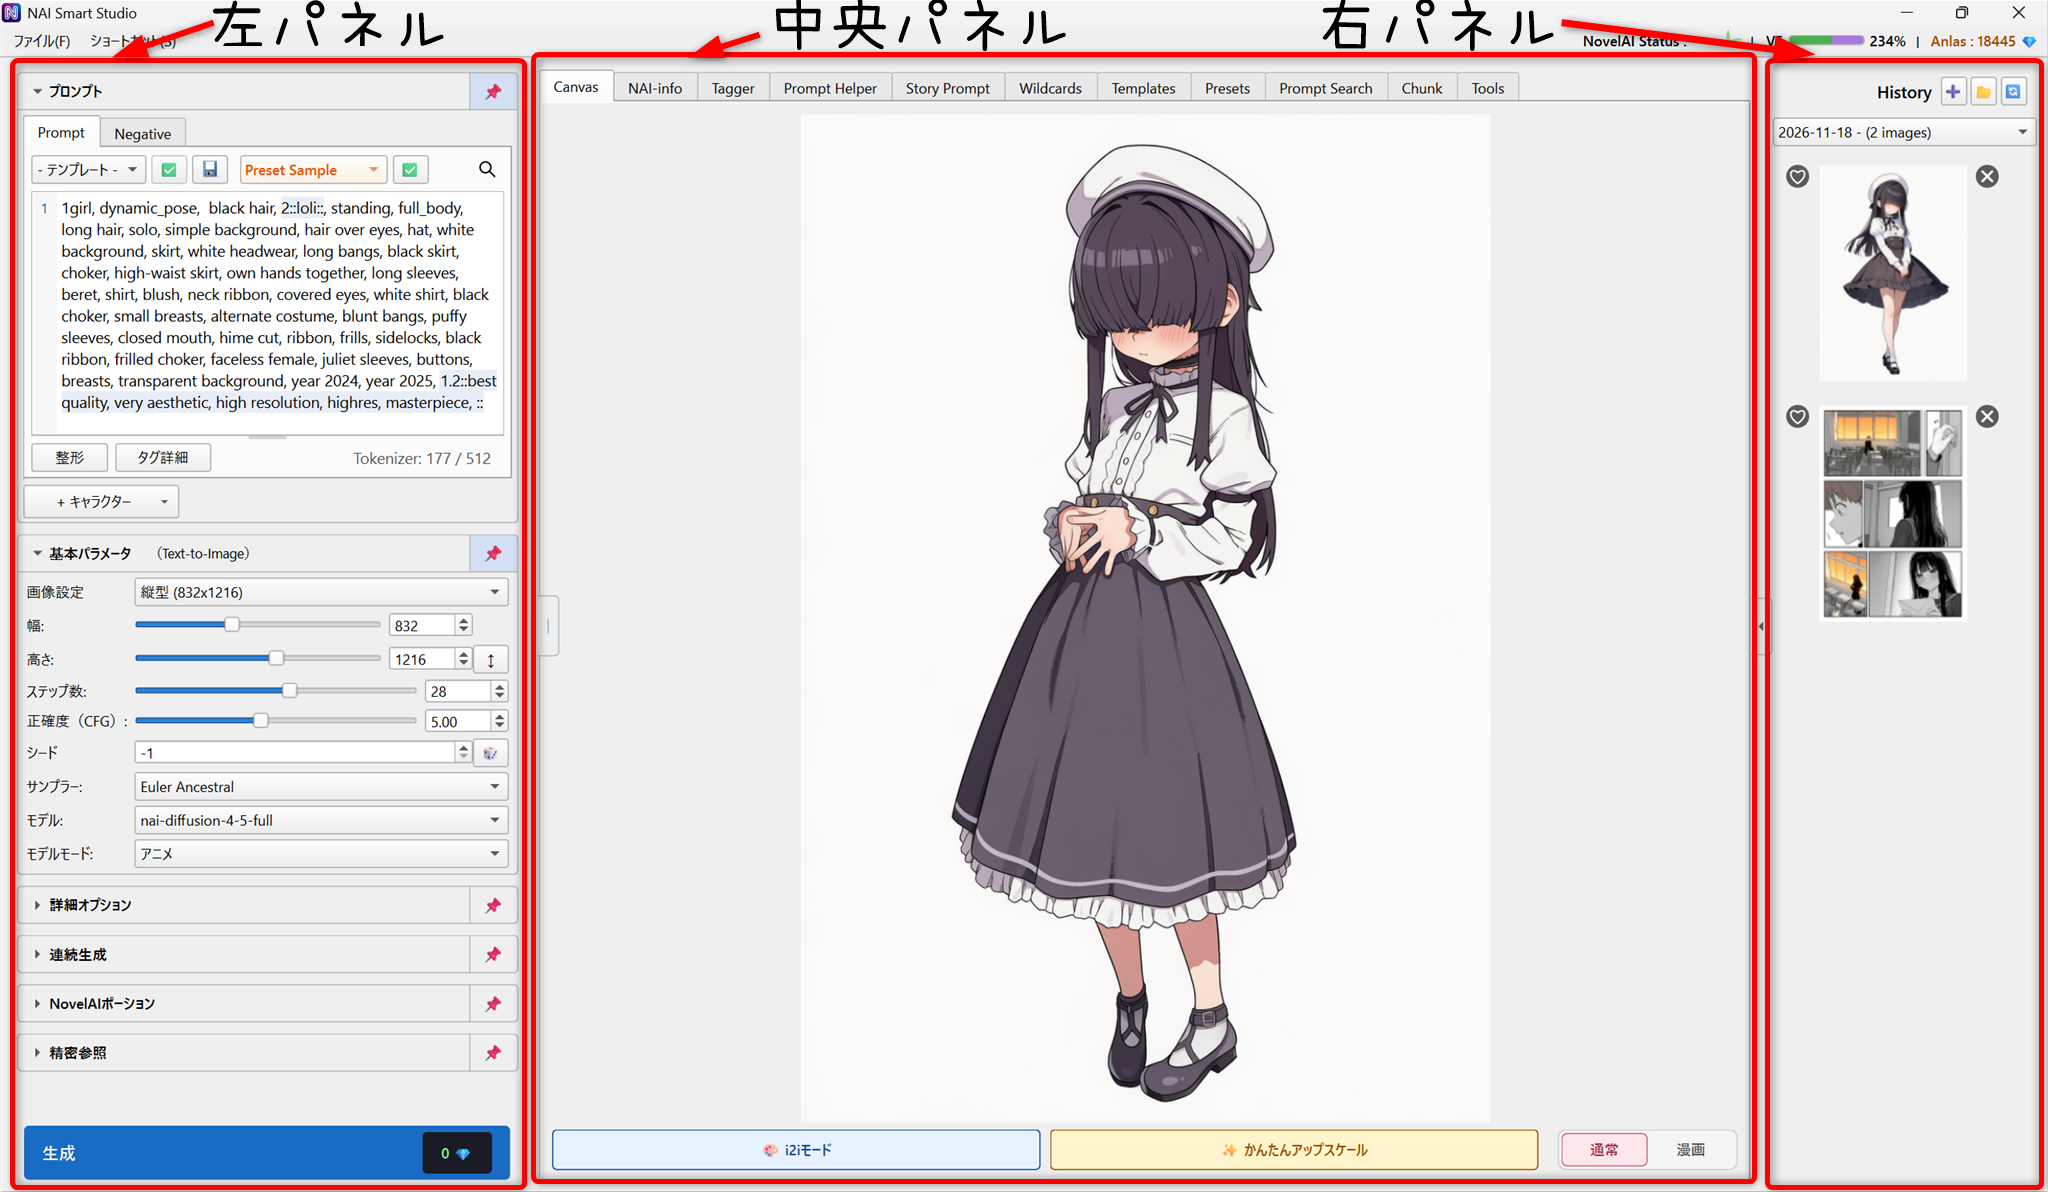 NAI Smart Studio
ファイル(F) ショートカット(S)
左パネル
中央パネル
右パネル
NovelAI Status : | 234% | Anlas : 18445
プロンプト
Prompt Negative
- テンプレート - Preset Sample
1 1girl, dynamic_pose, black hair, 2::loli::, standing, full_body,
long hair, solo, simple background, hair over eyes, hat, white
background, skirt, white headwear, long bangs, black skirt,
choker, high-waist skirt, own hands together, long sleeves,
beret, shirt, blush, neck ribbon, covered eyes, white shirt, black
choker, small breasts, alternate costume, blunt bangs, puffy
sleeves, closed mouth, hime cut, ribbon, frills, sidelocks, black
ribbon, frilled choker, faceless female, juliet sleeves, buttons,
breasts, transparent background, year 2024, year 2025, 1.2::best
quality, very aesthetic, high resolution, highres, masterpiece, ::
整形 タグ詳細 Tokenizer: 177 / 512
+ キャラクター
基本パラメータ (Text-to-Image)
画像設定 縦型 (832x1216)
幅: 832
高さ: 1216
ステップ数: 28
正確度（CFG）: 5.00
シード -1
サンプラー: Euler Ancestral
モデル: nai-diffusion-4-5-full
モデルモード: アニメ
詳細オプション
連続生成
NovelAIポーション
精密参照
生成 0
Canvas NAI-info Tagger Prompt Helper Story Prompt Wildcards Templates Presets Prompt Search Chunk Tools
i2iモード かんたんアップスケール 通常 漫画
History
2026-11-18 - (2 images)